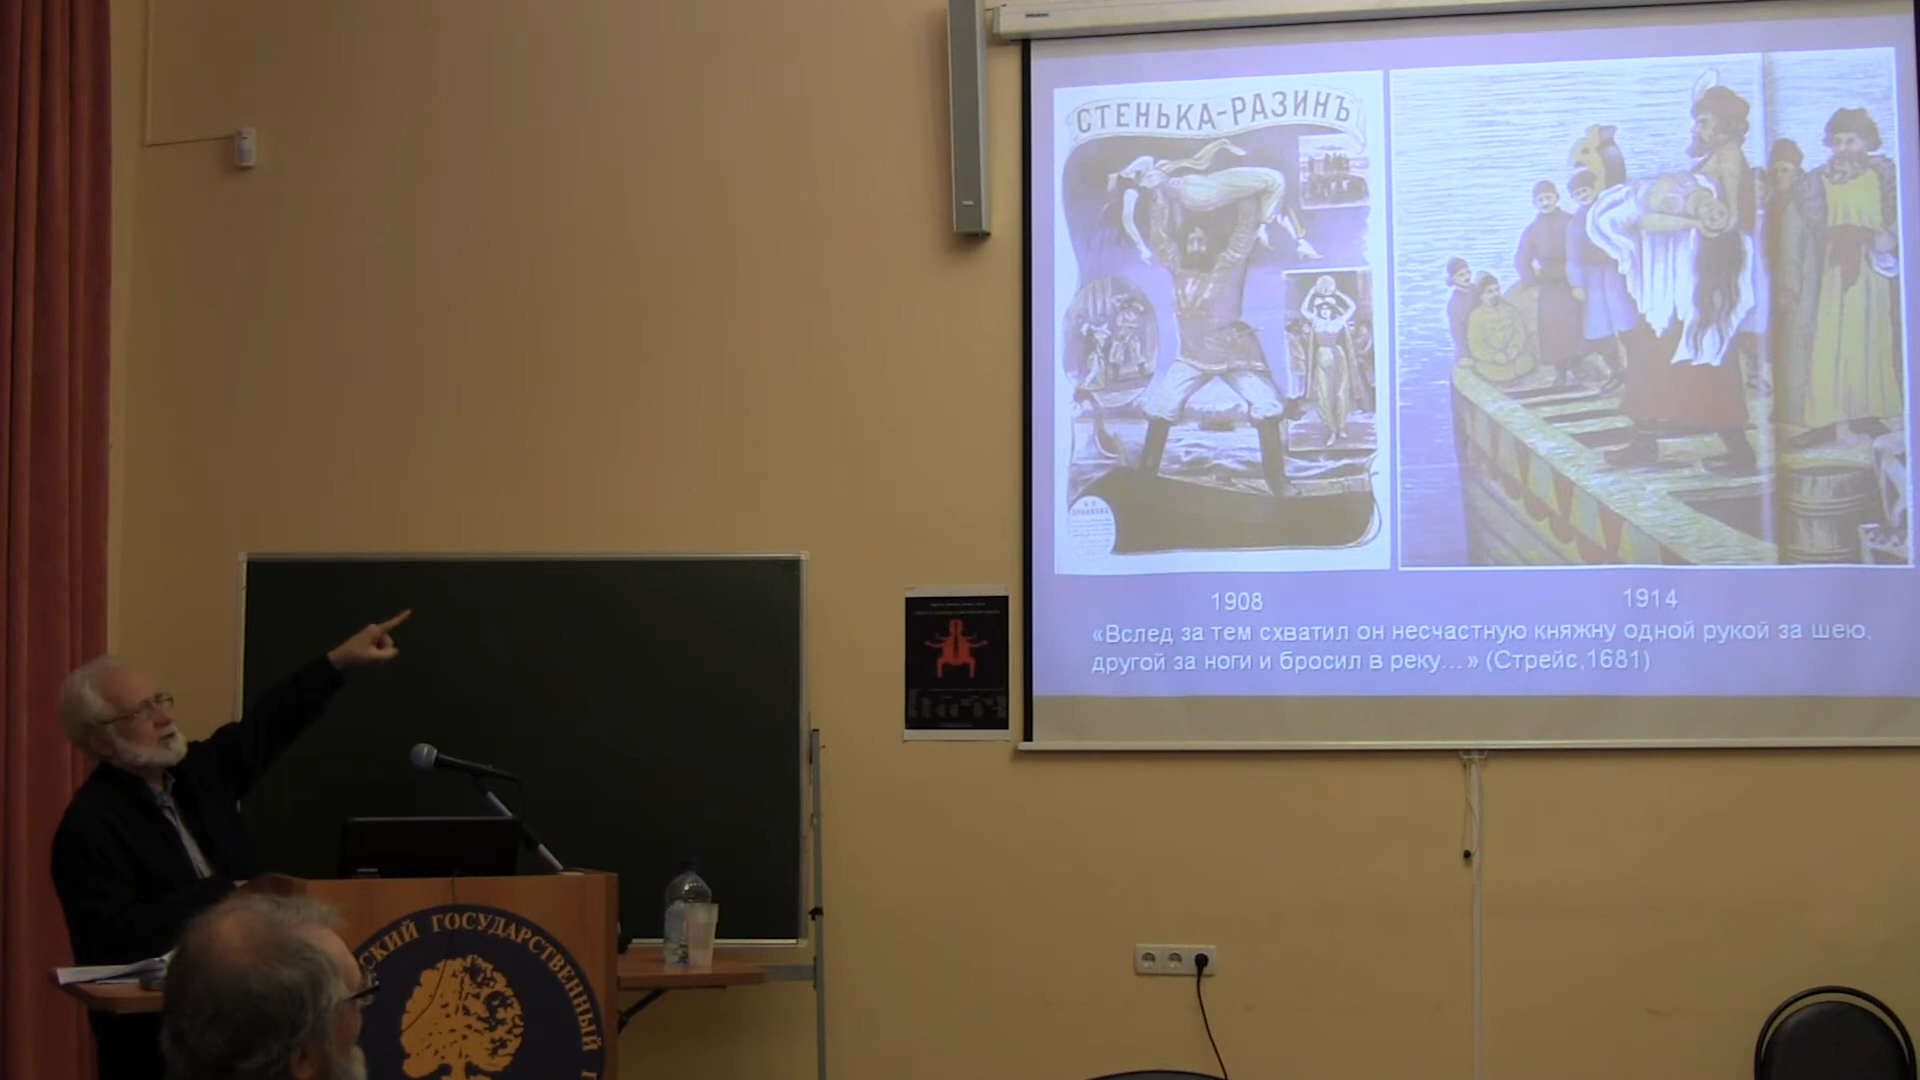 СТЕНЬКА-РАЗИНЪ
1908
1914
«Вслед за тем схватил он несчастную княжну одной рукой за шею,
другой за ноги и бросил в реку...» (Стрейс,1681)
СКИЙ ГОСУДАРСТВЕННЫЙ